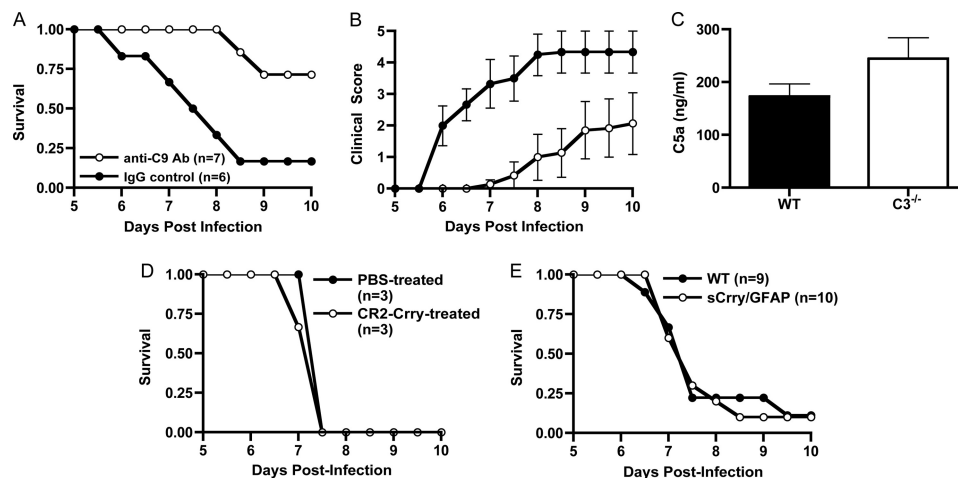 A
Survival
1.00
0.75
0.50
0.25
0.00
anti-C9 Ab (n=7)
IgG control (n=6)
5 6 7 8 9 10
Days Post Infection
B
Clinical Score
5
4
3
2
1
0
5 6 7 8 9 10
Days Post Infection
C
C5a (ng/ml)
300
200
100
0
WT C3-/-
D
Survival
1.00
0.75
0.50
0.25
0.00
PBS-treated
(n=3)
CR2-Crry-treated
(n=3)
5 6 7 8 9 10
Days Post-Infection
E
Survival
1.00
0.75
0.50
0.25
0.00
WT (n=9)
sCrry/GFAP (n=10)
5 6 7 8 9 10
Days Post-Infection